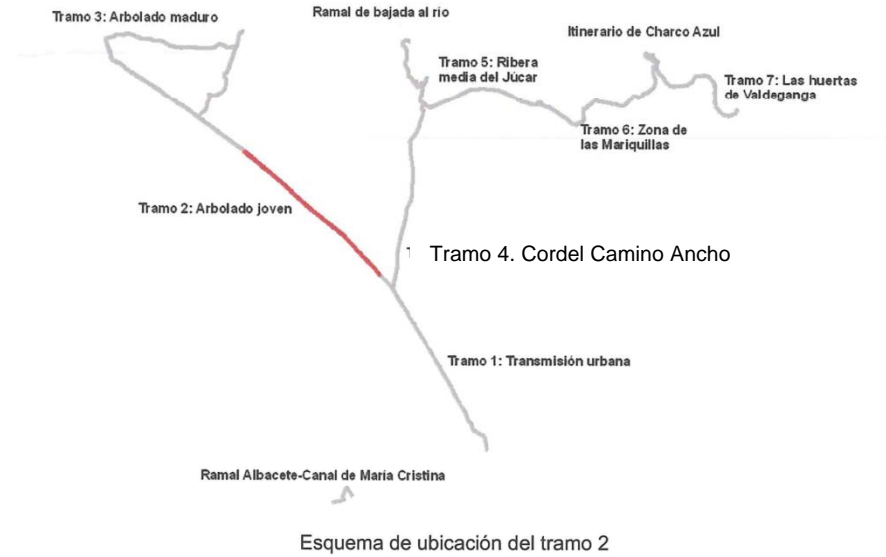 Tramo 3: Arbolado maduro
Ramal de bajada al río
Itinerario de Charco Azul
Tramo 5: Ribera
media del Júcar
Tramo 7: Las huertas
de Valdeganga
Tramo 6: Zona de
las Mariquillas
Tramo 2: Arbolado joven
Tramo 4. Cordel Camino Ancho
Tramo 1: Transmisión urbana
Ramal Albacete-Canal de María Cristina
Esquema de ubicación del tramo 2